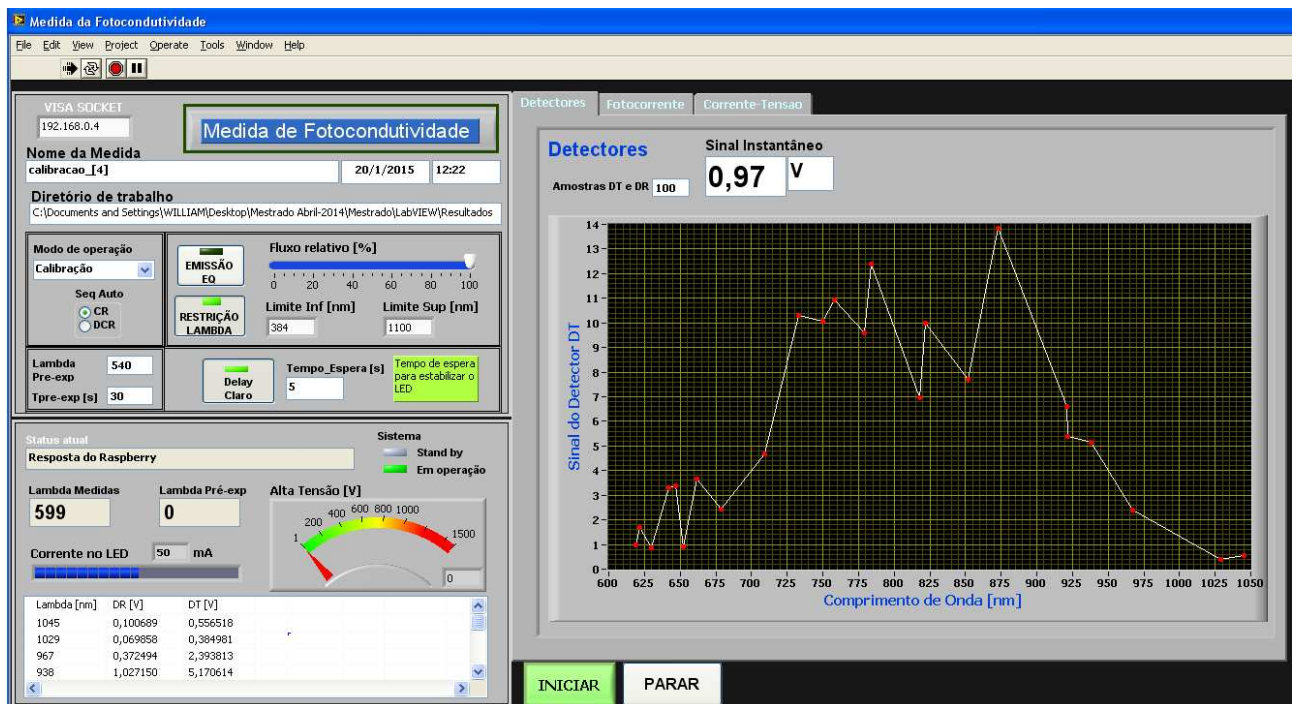 Medida da Fotocondutividade
File Edit View Project Operate Tools Window Help
VISA SOCKET
192.168.0.4
Medida de Fotocondutividade
Nome da Medida
calibracao_[4] 20/1/2015 12:22
Diretório de trabalho
C:\Documents and Settings\WILLIAM\Desktop\Mestrado Abril-2014\Mestrado\LabVIEW\Resultados
Modo de operação
Calibração
Seq Auto
CR
DCR
EMISSÃO
EQ
Fluxo relativo [%]
0 20 40 60 80 100
RESTRIÇÃO
LAMBDA
Limite Inf [nm] Limite Sup [nm]
384 1100
Lambda
Pre-exp
540
Tpre-exp [s] 30
Delay
Claro
Tempo_Espera [s]
5
Tempo de espera
para estabilizar o
LED
Status atual
Resposta do Raspberry
Sistema
Stand by
Em operação
Lambda Medidas Lambda Pré-exp Alta Tensão [V]
599 0
1 200 400 600 800 1000 1500
0
Corrente no LED 50 mA
Lambda [nm] DR [V] DT [V]
1045 0,100689 0,556518
1029 0,069858 0,384981
967 0,372494 2,393813
938 1,027150 5,170614
Detectores Fotocorrente Corrente-Tensao
Detectores
Sinal Instantâneo
0,97 V
Amostras DT e DR 100
Sinal do Detector DT
14
13
12
11
10
9
8
7
6
5
4
3
2
1
0
600 625 650 675 700 725 750 775 800 825 850 875 900 925 950 975 1000 1025 1050
Comprimento de Onda [nm]
INICIAR PARAR